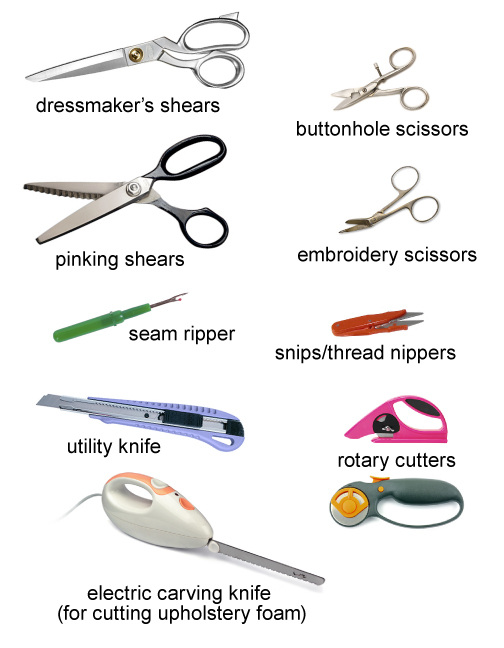 dressmaker's shears
buttonhole scissors
pinking shears
embroidery scissors
seam ripper
snips/thread nippers
utility knife
rotary cutters
electric carving knife
(for cutting upholstery foam)